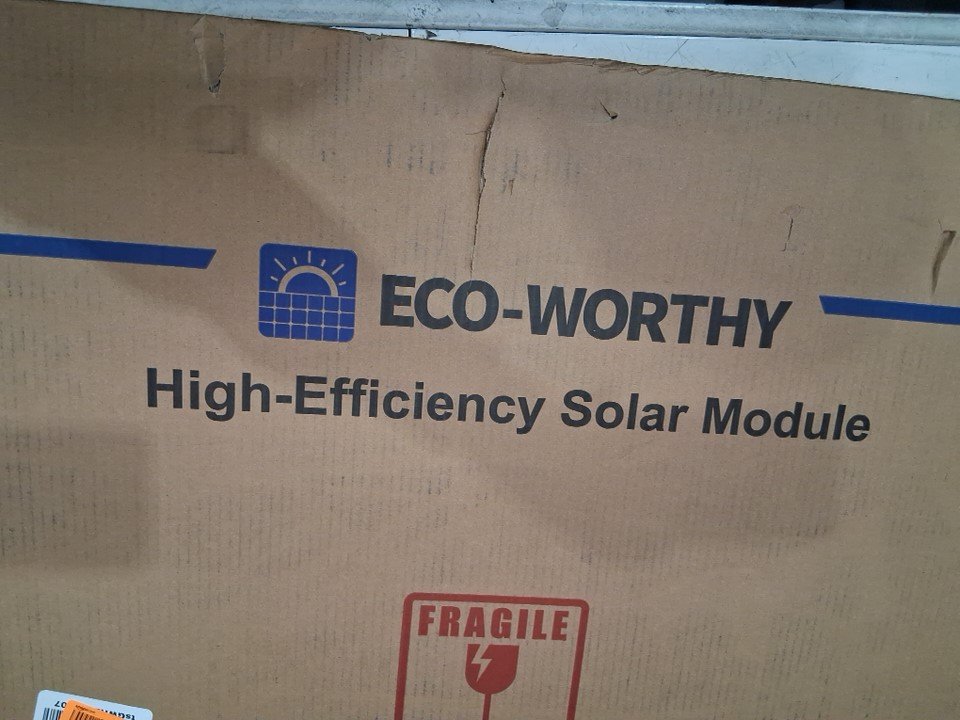 ECO-WORTHY
High-Efficiency Solar Module
FRAGILE